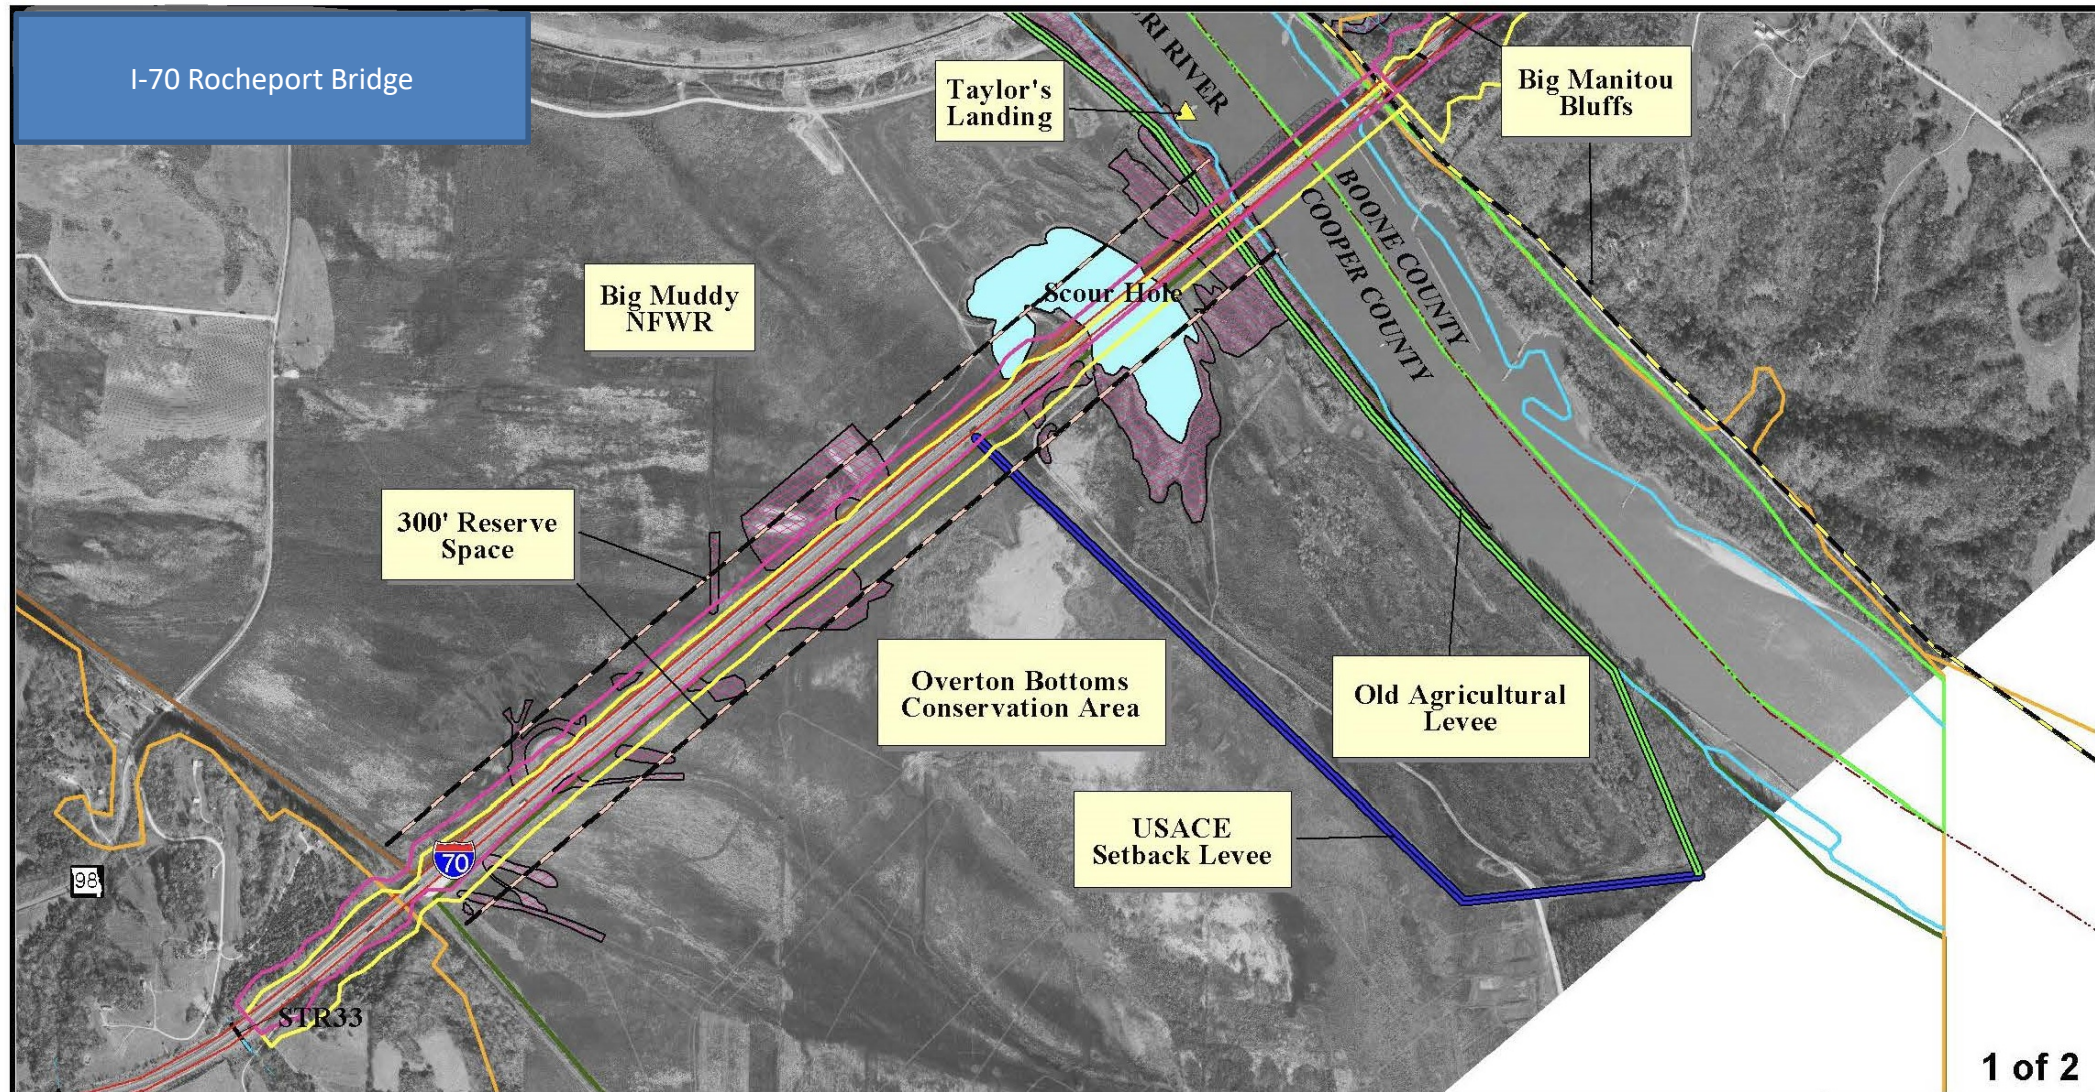 I-70 Rocheport Bridge
RI RIVER
Taylor's
Landing
Big Manitou
Bluffs
BOONE COUNTY
COOPER COUNTY
Scour Hole
Big Muddy
NFWR
300' Reserve
Space
Overton Bottoms
Conservation Area
Old Agricultural
Levee
USACE
Setback Levee
70
98
STR33
1 of 2